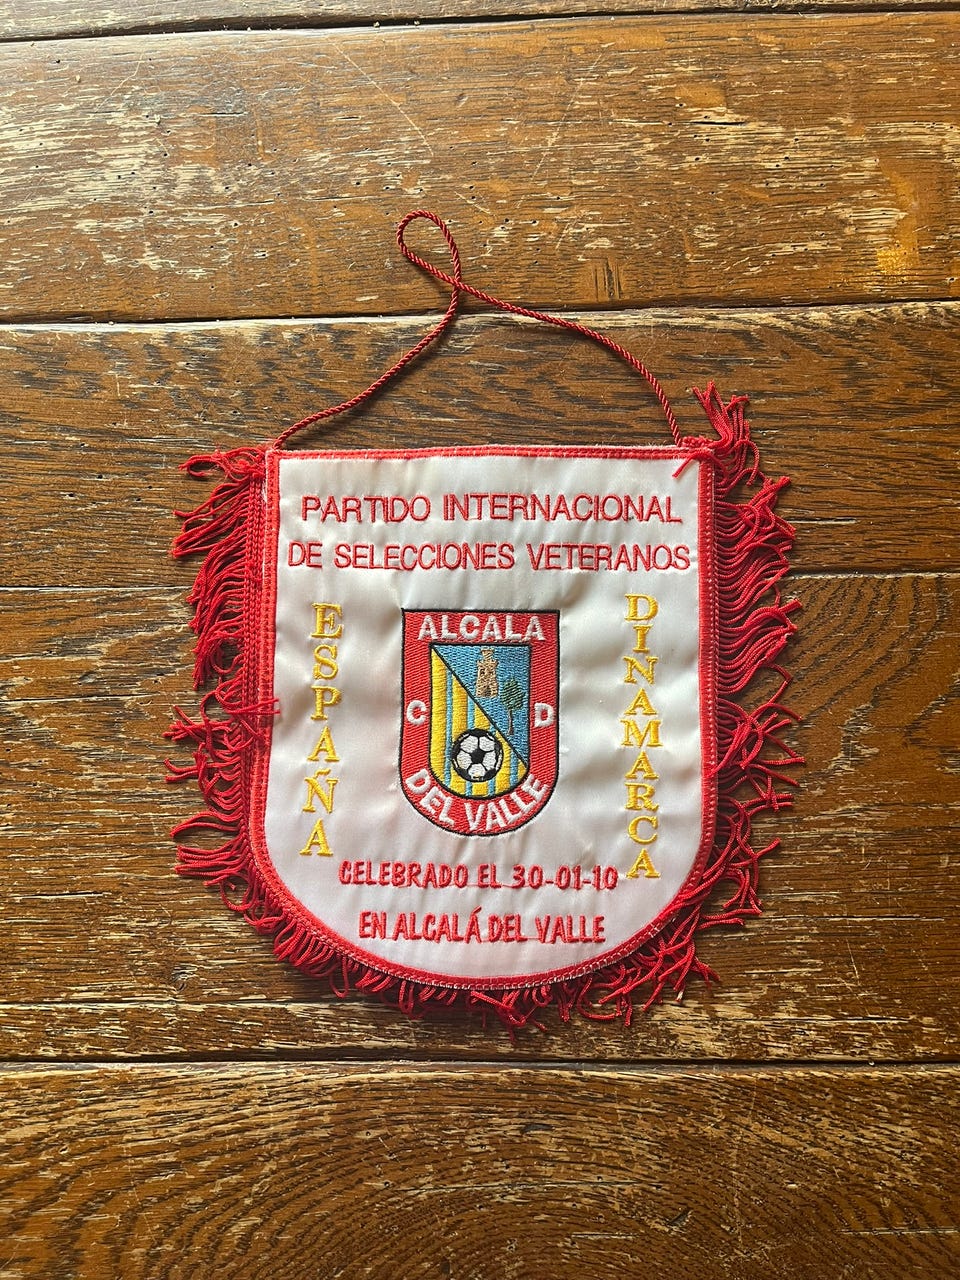 PARTIDO INTERNACIONAL
DE SELECCIONES VETERANOS
ESPAÑA
ALCALA
C D
DEL VALLE
DINAMARCA
CELEBRADO EL 30-01-10
EN ALCALÁ DEL VALLE